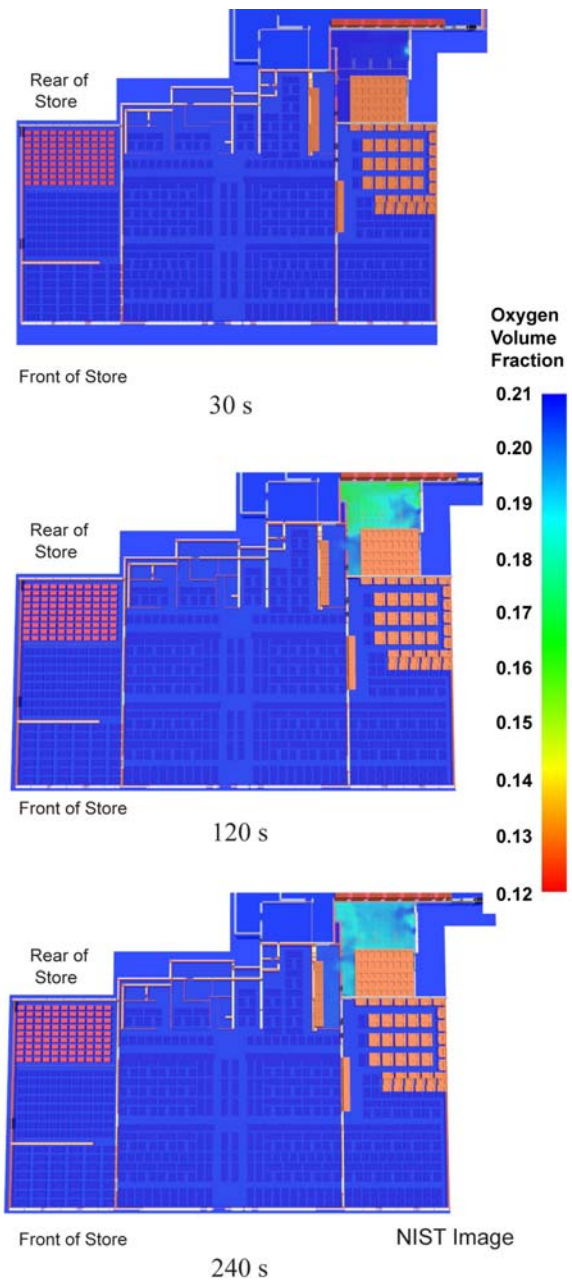 Rear of
Store
Front of Store
30 s
Oxygen
Volume
Fraction
0.21
0.20
0.19
0.18
0.17
0.16
0.15
0.14
0.13
0.12
Rear of
Store
Front of Store
120 s
Rear of
Store
Front of Store
NIST Image
240 s